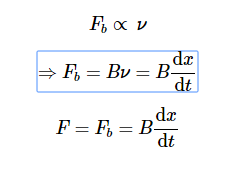 F_b ∝ ν
⇒ F_b = Bν = B dx/dt
F = F_b = B dx/dt